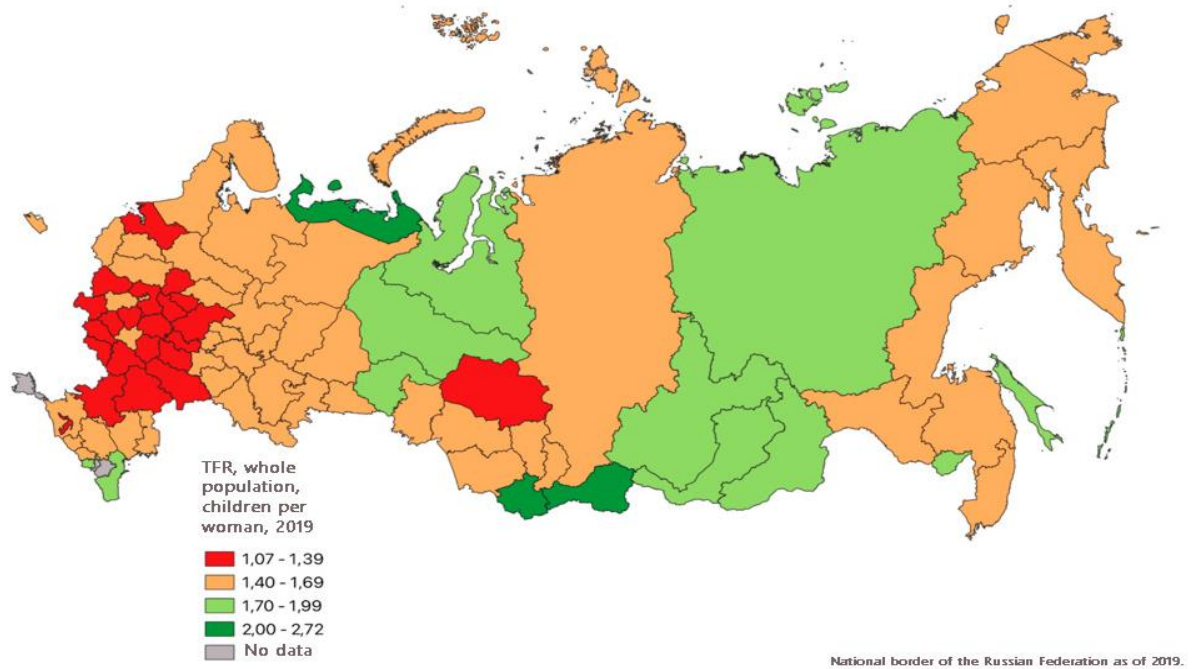 TFR, whole
population,
children per
woman, 2019
1,07 - 1,39
1,40 - 1,69
1,70 - 1,99
2,00 - 2,72
No data
National border of the Russian Federation as of 2019.